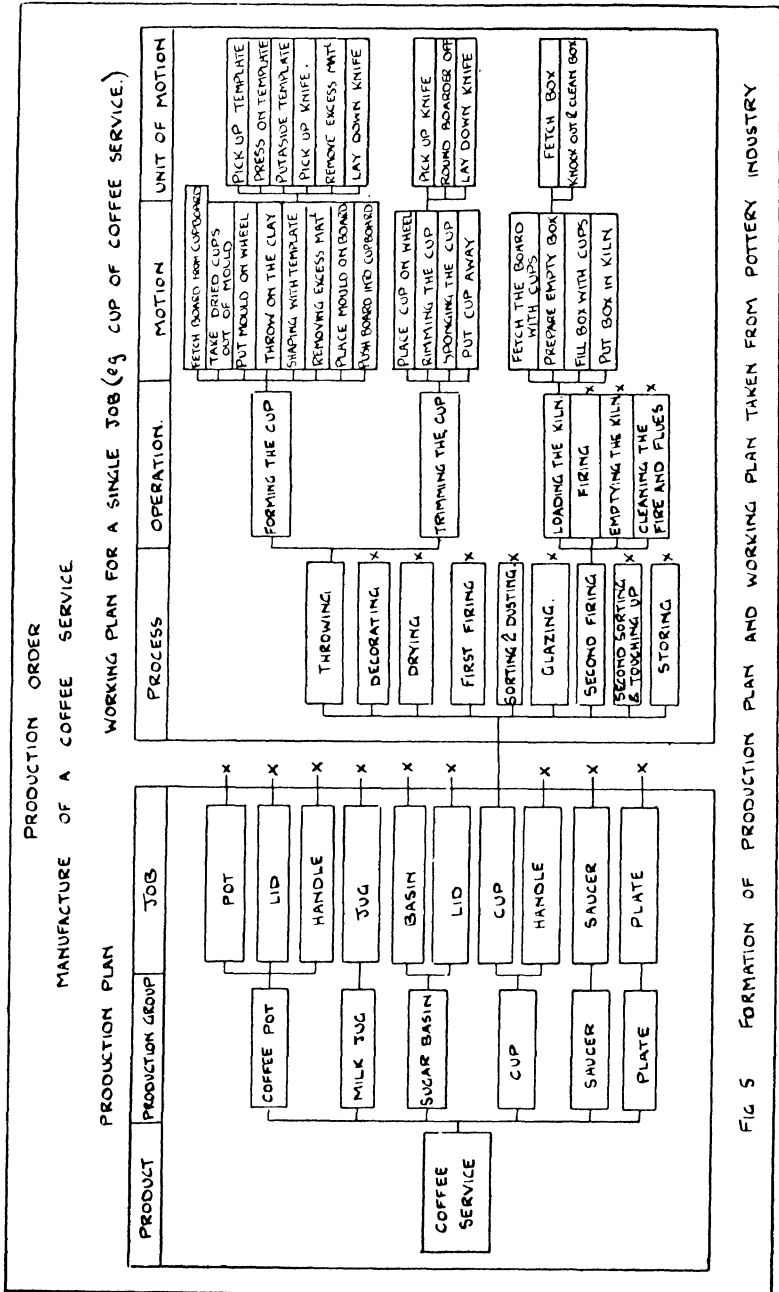 PRODUCTION ORDER
MANUFACTURE OF A COFFEE SERVICE
PRODUCTION PLAN
PRODUCT
PRODUCTION GROUP
JOB
COFFEE
SERVICE
COFFEE POT
MILK JUG
SUGAR BASIN
CUP
SAUCER
PLATE
POT
X
LID
X
HANDLE
X
JUG
X
BASIN
X
LID
X
CUP
HANDLE
X
SAUCER
X
PLATE
X
WORKING PLAN FOR A SINGLE JOB (eg CUP OF COFFEE SERVICE.)
PROCESS
OPERATION.
MOTION
UNIT OF MOTION
THROWING
DECORATING
X
DRYING
X
FIRST FIRING
X
SORTING & DUSTING.
X
GLAZING.
X
SECOND FIRING
SECOND SORTING
& TOUCHING UP
X
STORING
X
FORMING THE CUP
TRIMMING THE CUP
LOADING THE KILN
FIRING
X
EMPTYING THE KILN
X
CLEANING THE
FIRE AND FLUES
X
FETCH BOARD FROM CUPBOARD
TAKE DRIED CUPS
OUT OF MOULD
PUT MOULD ON WHEEL
THROW ON THE CLAY
SHAPING WITH TEMPLATE
REMOVING EXCESS MATL
PLACE MOULD ON BOARD
PUSH BOARD INTO CUPBOARD
PLACE CUP ON WHEEL
RIMMING THE CUP
SPONGING THE CUP
PUT CUP AWAY
FETCH THE BOARD
WITH CUPS
PREPARE EMPTY BOX
FILL BOX WITH CUPS
PUT BOX IN KILN
PICK UP TEMPLATE
PRESS ON TEMPLATE
PUT ASIDE TEMPLATE
PICK UP KNIFE.
REMOVE EXCESS MATL
LAY DOWN KNIFE
PICK UP KNIFE
ROUND BOARDER OFF
LAY DOWN KNIFE
FETCH BOX
KNOCK OUT & CLEAN BOX
FIG 5 FORMATION OF PRODUCTION PLAN AND WORKING PLAN TAKEN FROM POTTERY INDUSTRY